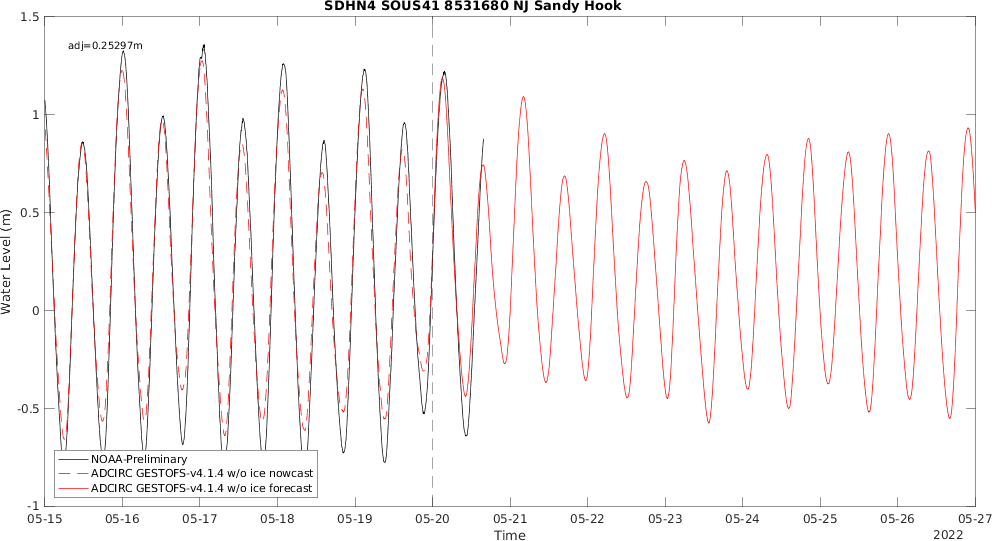 SDHN4 SOUS41 8531680 NJ Sandy Hook
adj=0.25297m
1.5
1
0.5
0
-0.5
-1
Water Level (m)
NOAA-Preliminary
ADCIRC GESTOFS-v4.1.4 w/o ice nowcast
ADCIRC GESTOFS-v4.1.4 w/o ice forecast
05-15 05-16 05-17 05-18 05-19 05-20 05-21 05-22 05-23 05-24 05-25 05-26 05-27
Time
2022